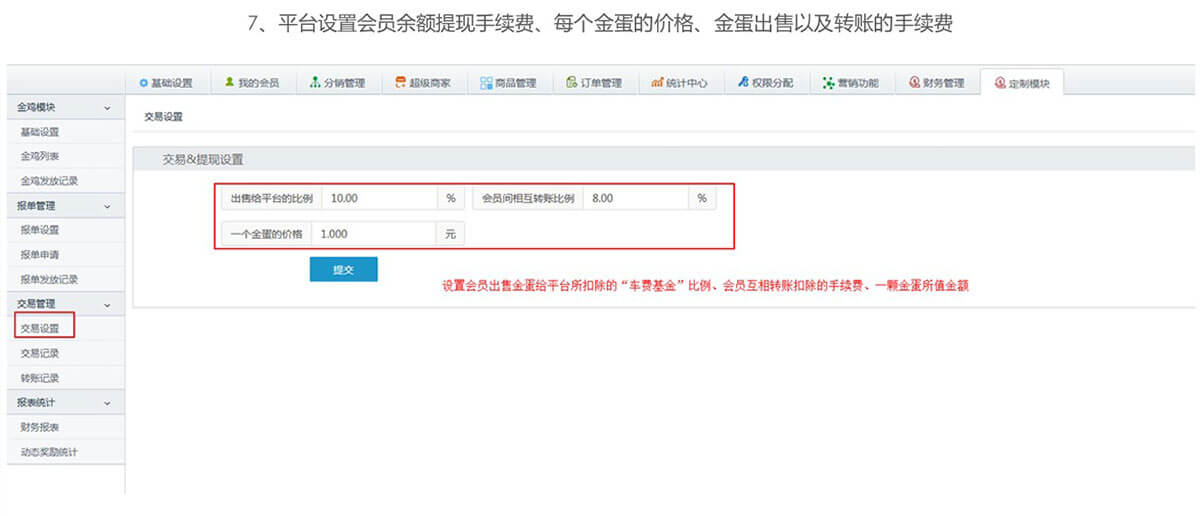 7、平台设置会员余额提现手续费、每个金蛋的价格、金蛋出售以及转账的手续费
基础设置 我的会员 分销管理 超级商家 商品管理 订单管理 统计中心 权限分配 营销功能 财务管理 定制模块
金鸡模块
基础设置
金鸡列表
金鸡发放记录
报单管理
报单设置
报单申请
报单发放记录
交易管理
交易设置
交易记录
转账记录
报表统计
财务报表
动态奖励统计
交易设置
交易&提现设置
出售给平台的比例 10.00 % 会员间相互转账比例 8.00 %
一个金蛋的价格 1.000 元
提交
设置会员出售金蛋给平台所扣除的“车费基金”比例、会员互相转账扣除的手续费、一颗金蛋所值金额